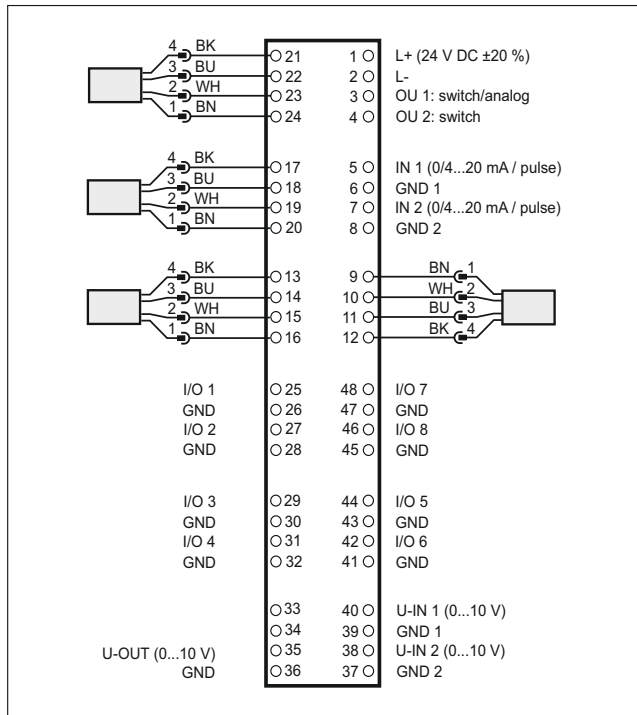 4 BK 21 1 L+ (24 V DC ±20 %)
3 BU 22 2 L-
2 WH 23 3 OU 1: switch/analog
1 BN 24 4 OU 2: switch
4 BK 17 5 IN 1 (0/4...20 mA / pulse)
3 BU 18 6 GND 1
2 WH 19 7 IN 2 (0/4...20 mA / pulse)
1 BN 20 8 GND 2
4 BK 13 9 BN 1
3 BU 14 10 WH 2
2 WH 15 11 BU 3
1 BN 16 12 BK 4
I/O 1 25 48 I/O 7
GND 26 47 GND
I/O 2 27 46 I/O 8
GND 28 45 GND
I/O 3 29 44 I/O 5
GND 30 43 GND
I/O 4 31 42 I/O 6
GND 32 41 GND
33 40 U-IN 1 (0...10 V)
34 39 GND 1
U-OUT (0...10 V) 35 38 U-IN 2 (0...10 V)
GND 36 37 GND 2